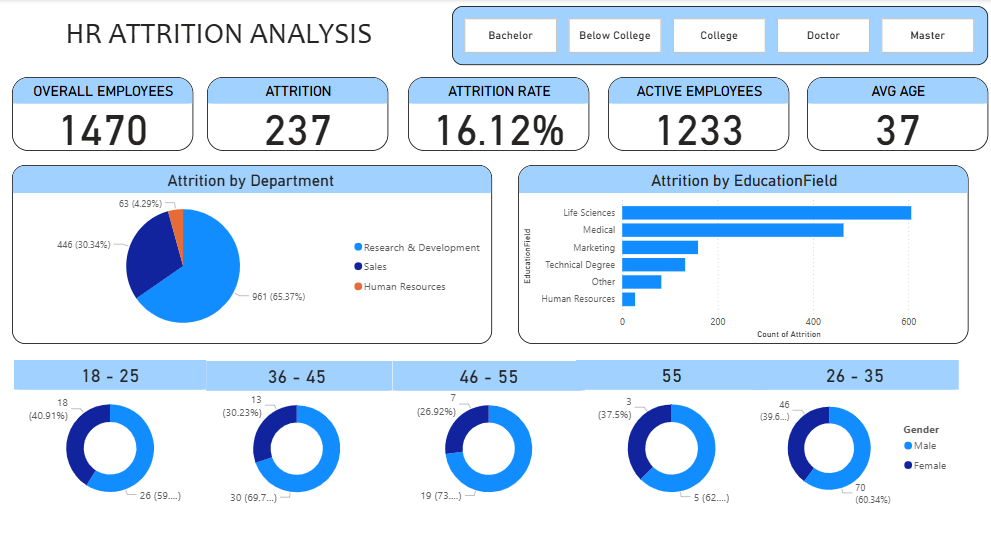 HR ATTRITION ANALYSIS
Bachelor
Below College
College
Doctor
Master
OVERALL EMPLOYEES
1470
ATTRITION
237
ATTRITION RATE
16.12%
ACTIVE EMPLOYEES
1233
AVG AGE
37
Attrition by Department
63 (4.29%)
446 (30.34%)
961 (65.37%)
Research & Development
Sales
Human Resources
Attrition by EducationField
EducationField
Life Sciences
Medical
Marketing
Technical Degree
Other
Human Resources
0
200
400
600
Count of Attrition
18 - 25
18
(40.91%)
26 (59....)
36 - 45
13
(30.23%)
30 (69.7...)
46 - 55
7
(26.92%)
19 (73....)
55
3
(37.5%)
5 (62....)
26 - 35
46
(39.6...)
70
(60.34%)
Gender
Male
Female